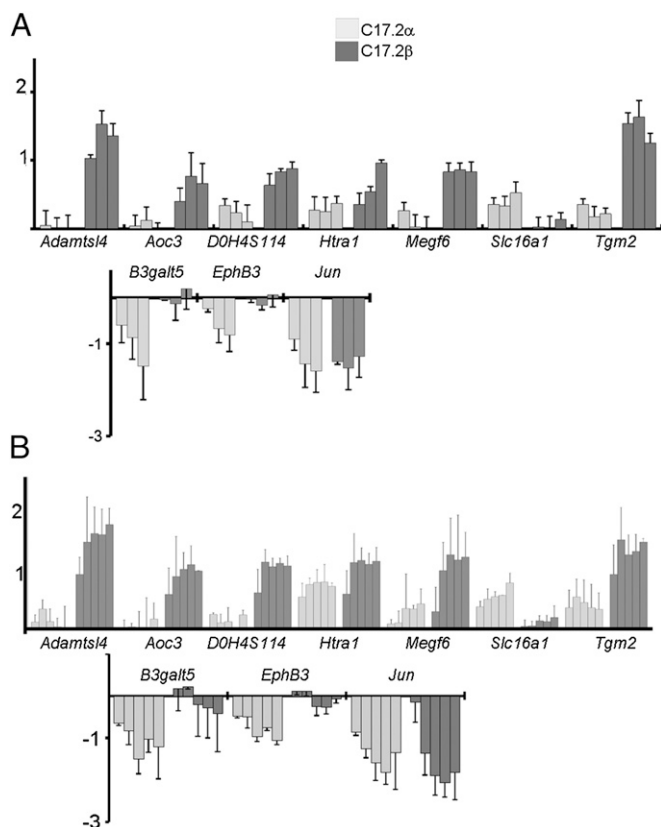 A
C17.2α
C17.2β
2
1
Adamtsl4 Aoc3 D0H4S114 Htra1 Megf6 Slc16a1 Tgm2
B3galt5 EphB3 Jun
-1
-3
B
2
1
Adamtsl4 Aoc3 D0H4S114 Htra1 Megf6 Slc16a1 Tgm2
B3galt5 EphB3 Jun
-1
-3